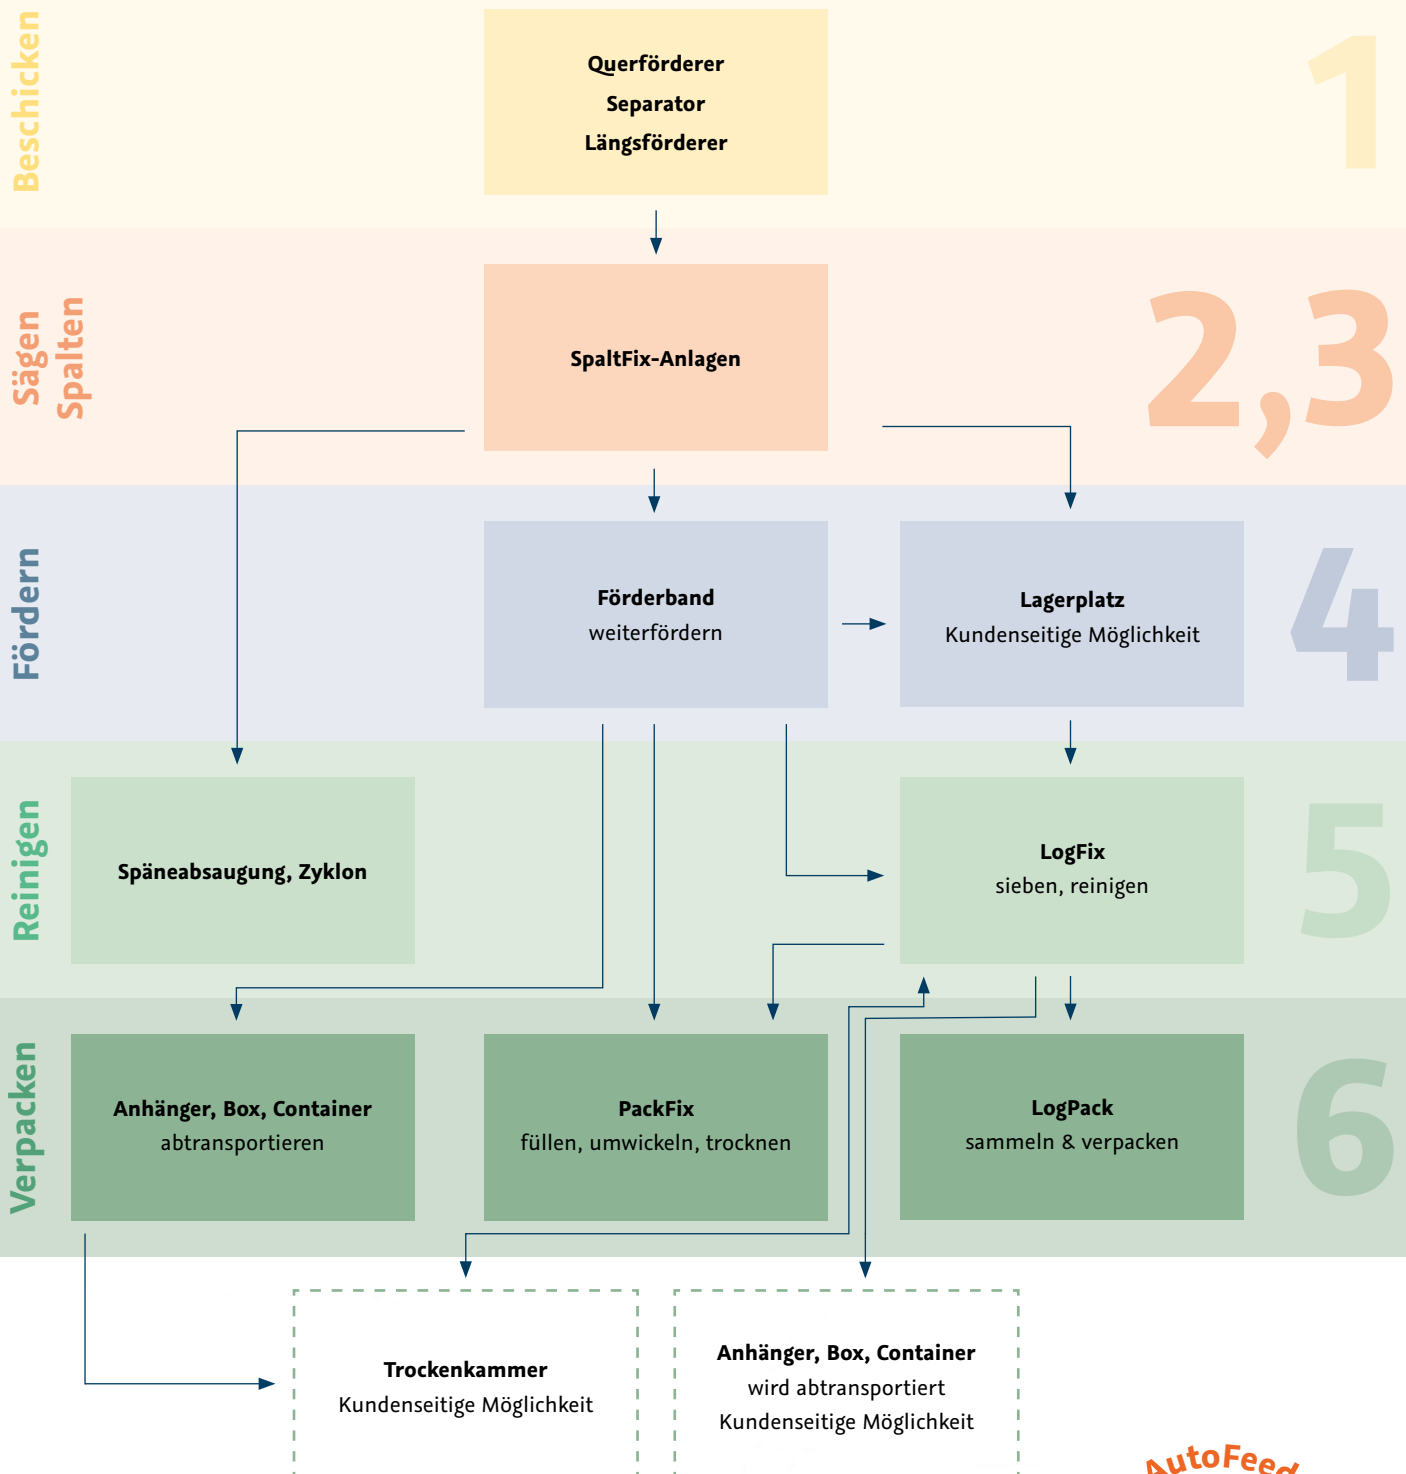 Beschicken
Querförderer
Separator
Längsförderer
1
Sägen
Spalten
SpaltFix-Anlagen
2,3
Fördern
Förderband
weiterfördern
Lagerplatz
Kundenseitige Möglichkeit
4
Reinigen
Späneabsaugung, Zyklon
LogFix
sieben, reinigen
5
Verpacken
Anhänger, Box, Container
abtransportieren
PackFix
füllen, umwickeln, trocknen
LogPack
sammeln & verpacken
6
Trockenkammer
Kundenseitige Möglichkeit
Anhänger, Box, Container
wird abtransportiert
Kundenseitige Möglichkeit
AutoFeed